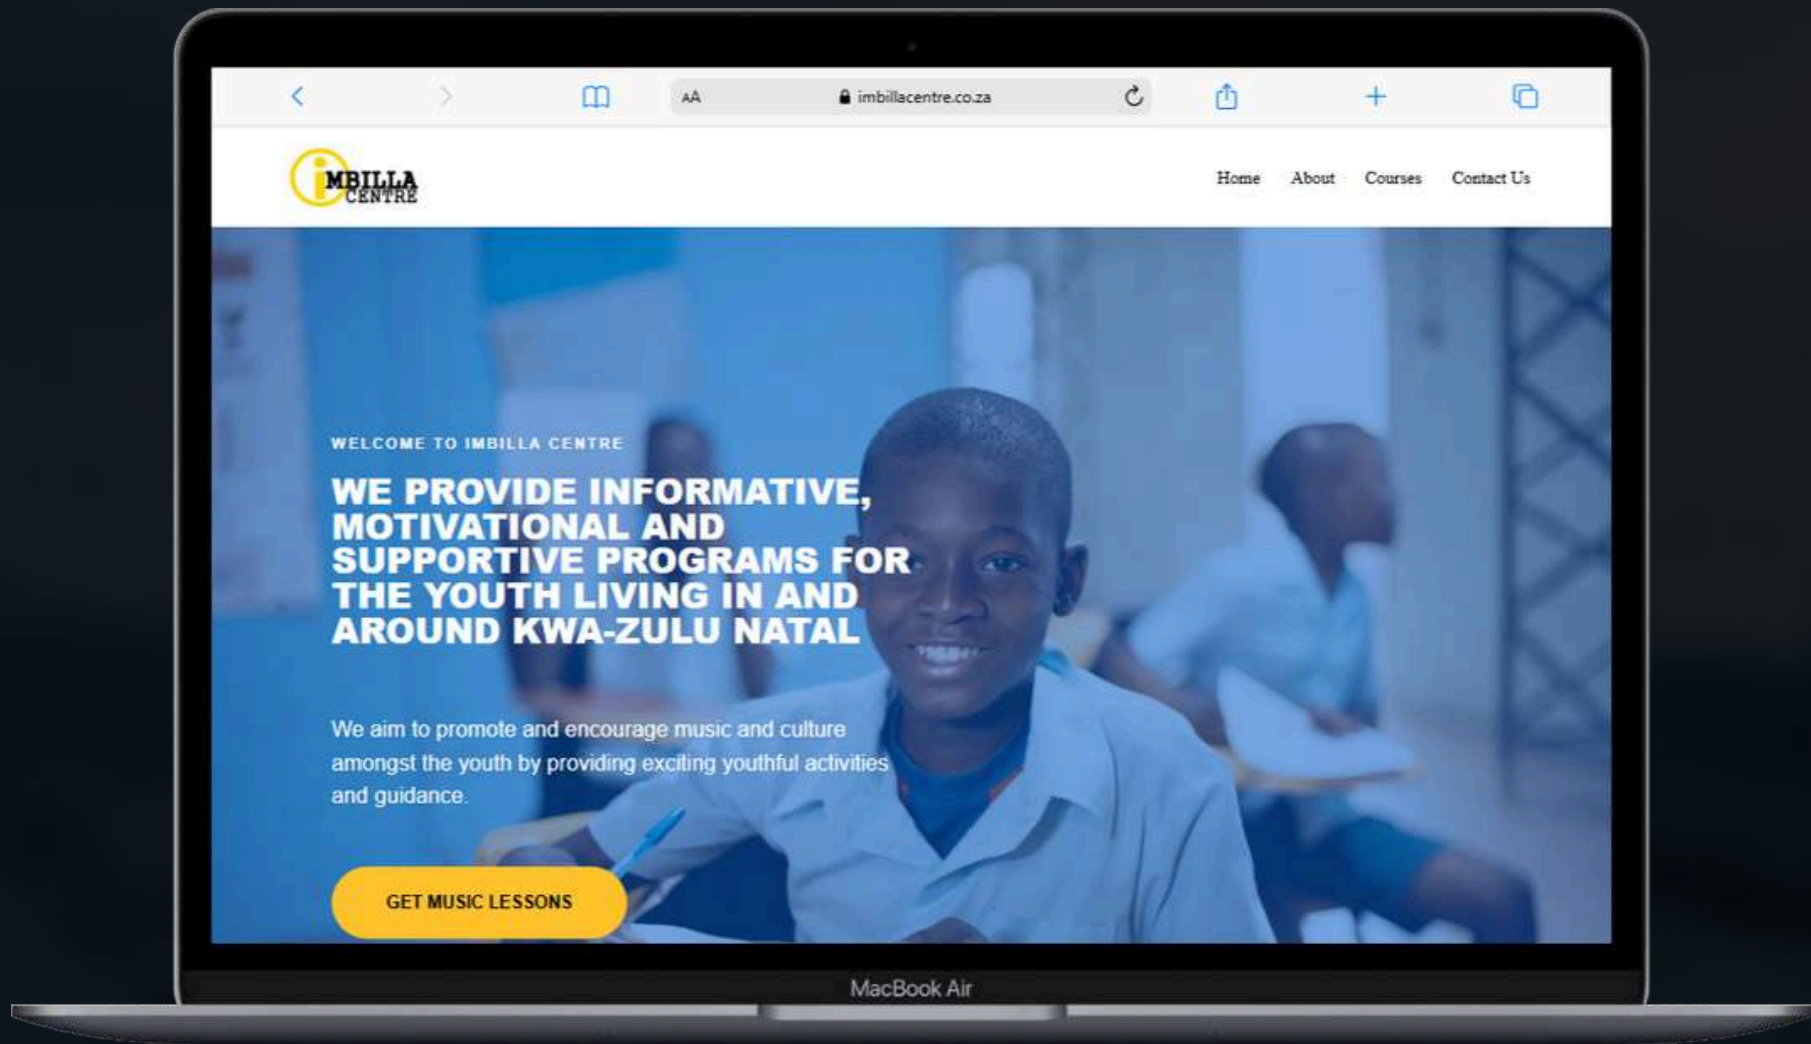 AA
imbillacentre.co.za
iMBILLA
CENTRE
Home About Courses Contact Us
WELCOME TO IMBILLA CENTRE
WE PROVIDE INFORMATIVE,
MOTIVATIONAL AND
SUPPORTIVE PROGRAMS FOR
THE YOUTH LIVING IN AND
AROUND KWA-ZULU NATAL
We aim to promote and encourage music and culture
amongst the youth by providing exciting youthful activities
and guidance.
GET MUSIC LESSONS
MacBook Air